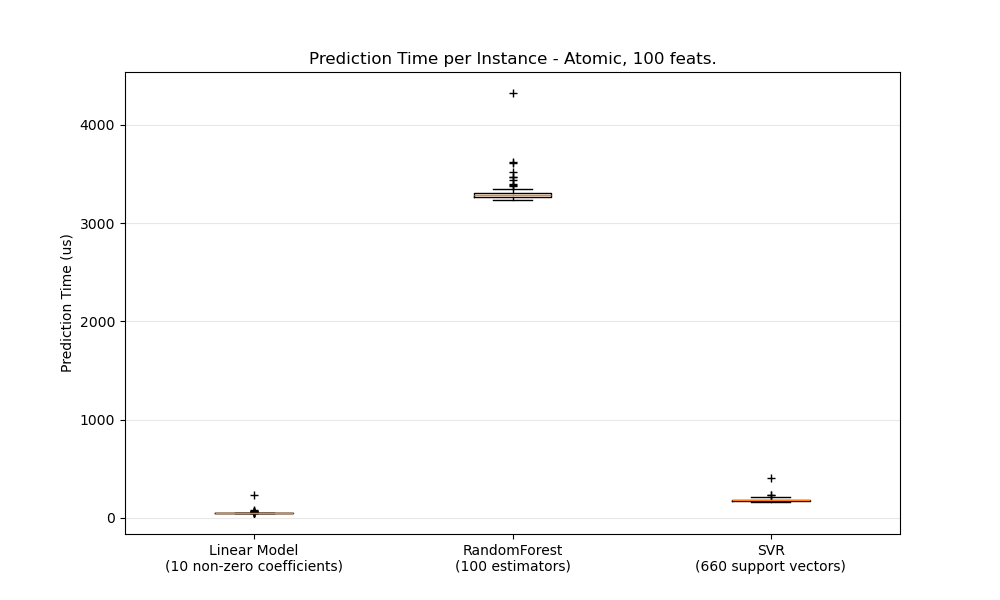 Prediction Time per Instance - Atomic, 100 feats.
Prediction Time (us)
4000
3000
2000
1000
0
Linear Model
(10 non-zero coefficients)
RandomForest
(100 estimators)
SVR
(660 support vectors)